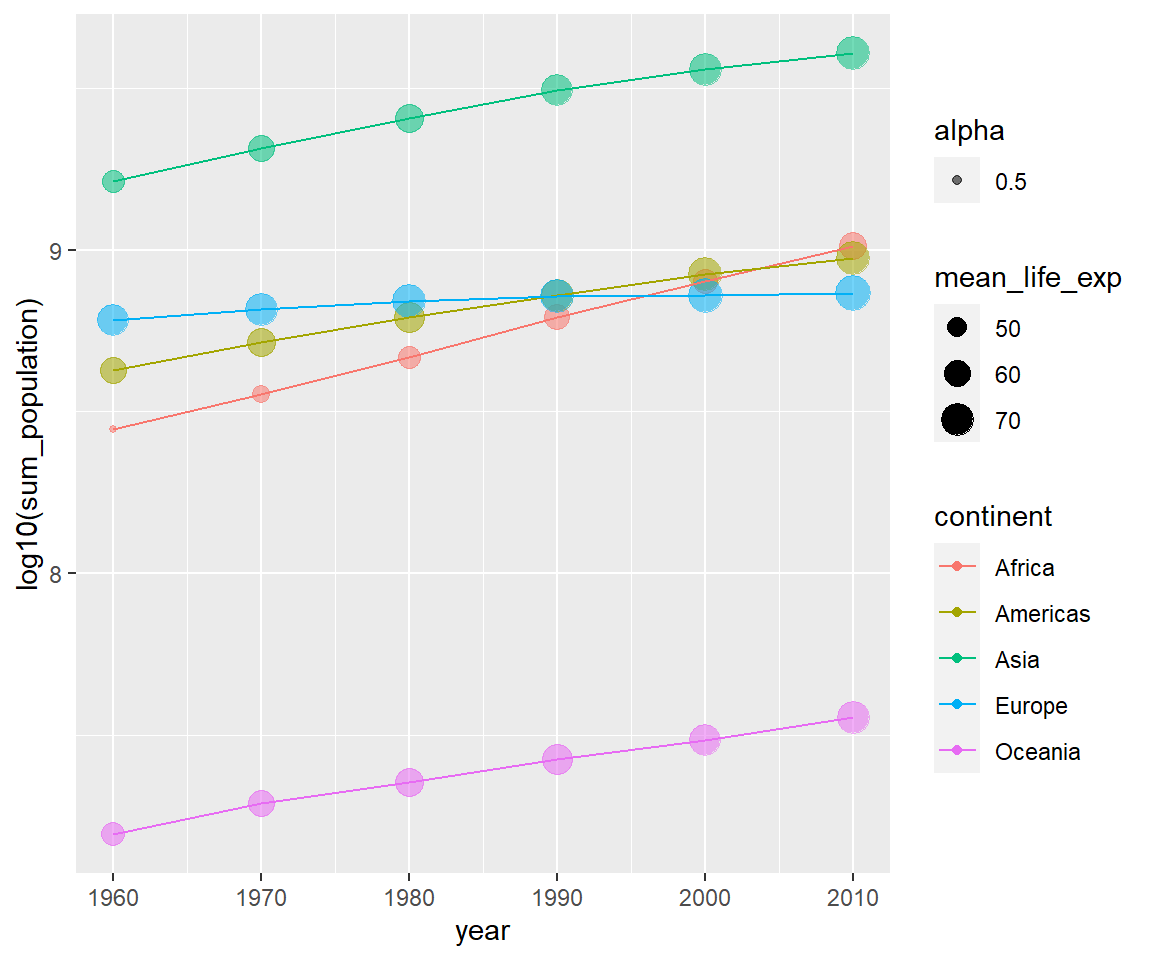 log10(sum_population)
9
8
1960 1970 1980 1990 2000 2010
year
alpha
0.5
mean_life_exp
50
60
70
continent
Africa
Americas
Asia
Europe
Oceania